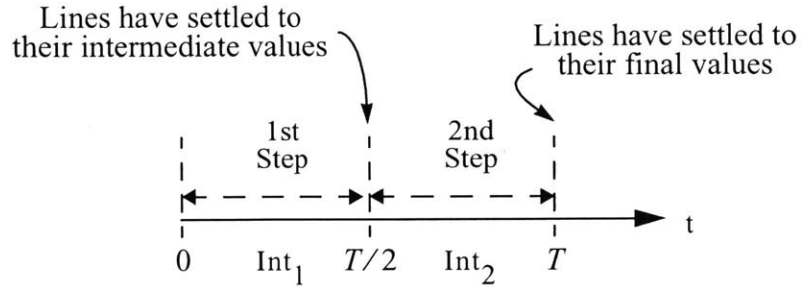 Lines have settled to
their intermediate values
Lines have settled to
their final values
1st
Step
2nd
Step
t
0
Int₁
T/2
Int₂
T